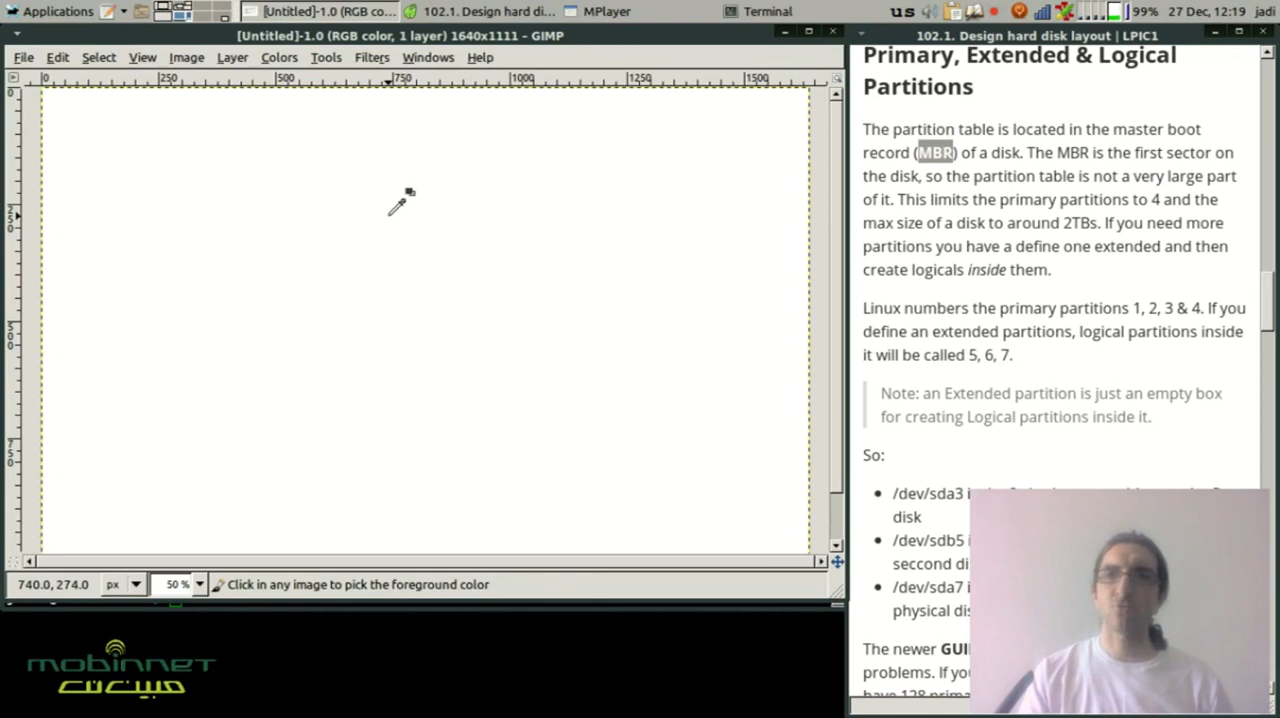 Applications
[Untitled]-1.0 (RGB co...
102.1. Design hard di...
MPlayer
Terminal
us
99%
27 Dec, 12:19
jadi
[Untitled]-1.0 (RGB color, 1 layer) 1640x1111 – GIMP
File Edit Select View Image Layer Colors Tools Filters Windows Help
0 250 500 750 1000 1250 1500
0
250
500
750
740.0, 274.0 px 50 % Click in any image to pick the foreground color
mobinnet
مبین نت
102.1. Design hard disk layout | LPIC1
Primary, Extended & Logical
Partitions
The partition table is located in the master boot
record (MBR) of a disk. The MBR is the first sector on
the disk, so the partition table is not a very large part
of it. This limits the primary partitions to 4 and the
max size of a disk to around 2TBs. If you need more
partitions you have a define one extended and then
create logicals inside them.
Linux numbers the primary partitions 1, 2, 3 & 4. If you
define an extended partitions, logical partitions inside
it will be called 5, 6, 7.
Note: an Extended partition is just an empty box
for creating Logical partitions inside it.
So:
/dev/sda3
disk
/dev/sdb5
seccond
/dev/sda7
physical
The newer
problems. If